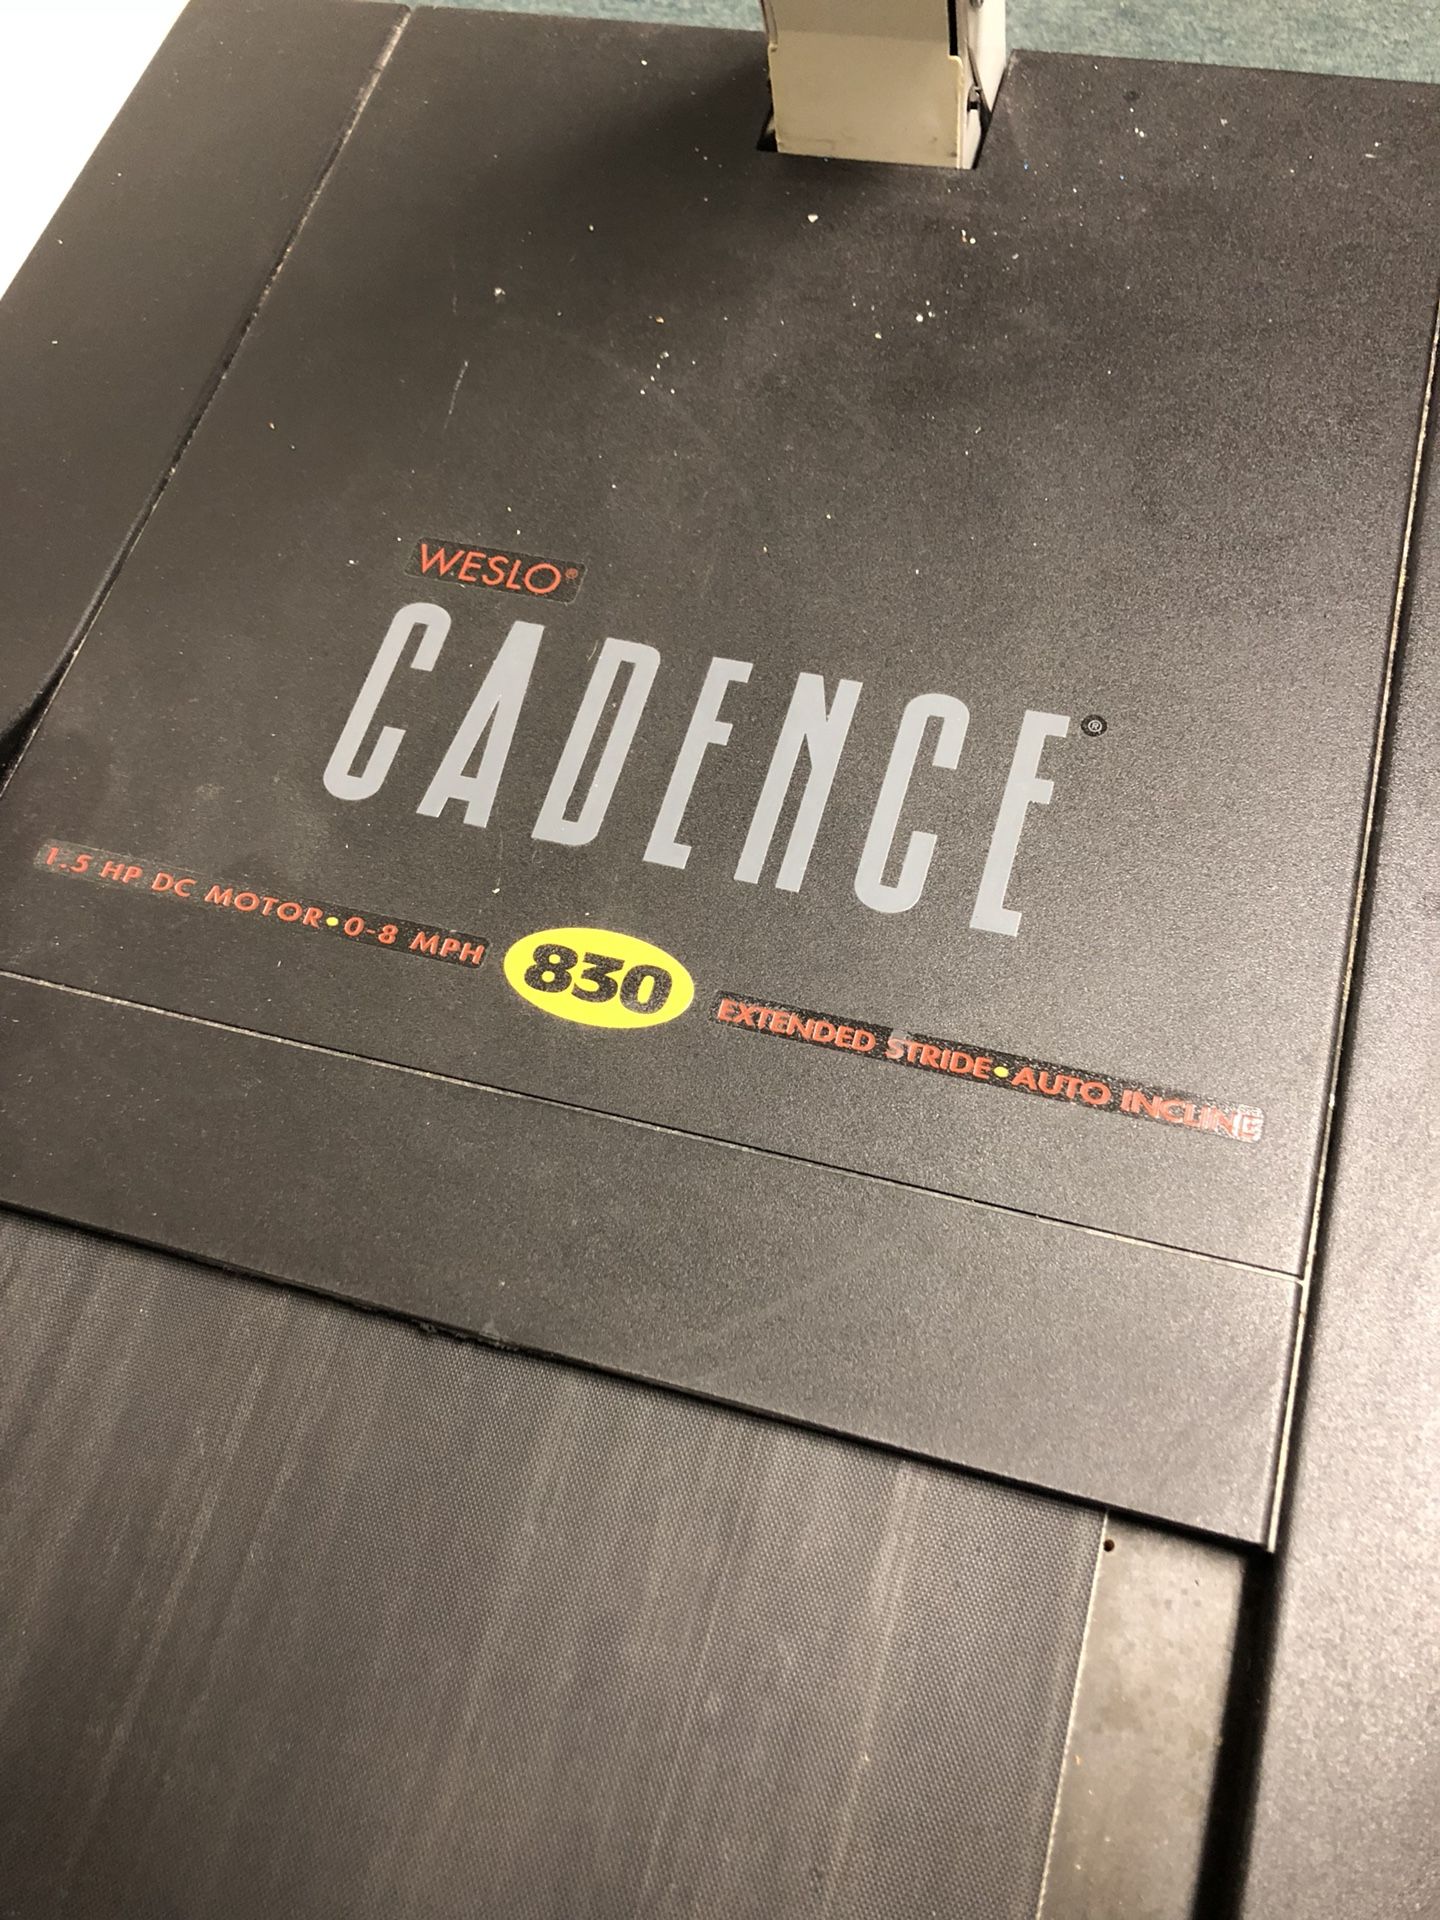 WESLO®
CADENCE®
1.5 HP DC MOTOR•0-8 MPH
830
EXTENDED STRIDE•AUTO INCLINE